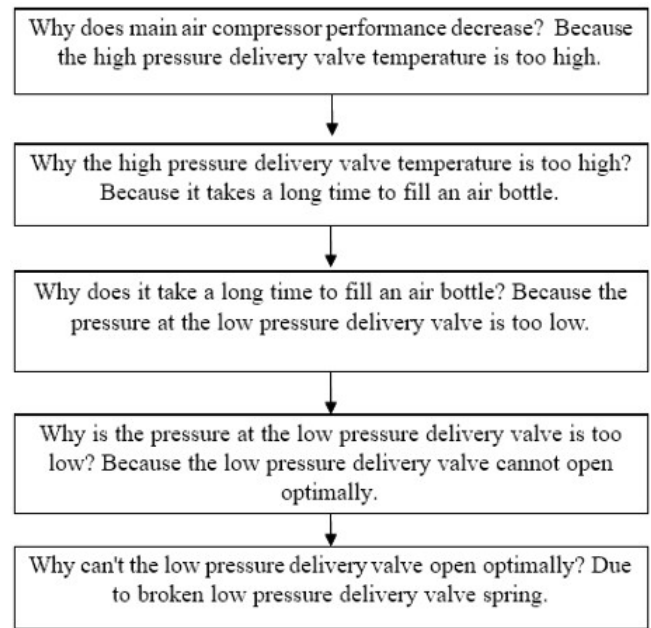 Why does main air compressor performance decrease? Because
the high pressure delivery valve temperature is too high.
Why the high pressure delivery valve temperature is too high?
Because it takes a long time to fill an air bottle.
Why does it take a long time to fill an air bottle? Because the
pressure at the low pressure delivery valve is too low.
Why is the pressure at the low pressure delivery valve is too
low? Because the low pressure delivery valve cannot open
optimally.
Why can't the low pressure delivery valve open optimally? Due
to broken low pressure delivery valve spring.